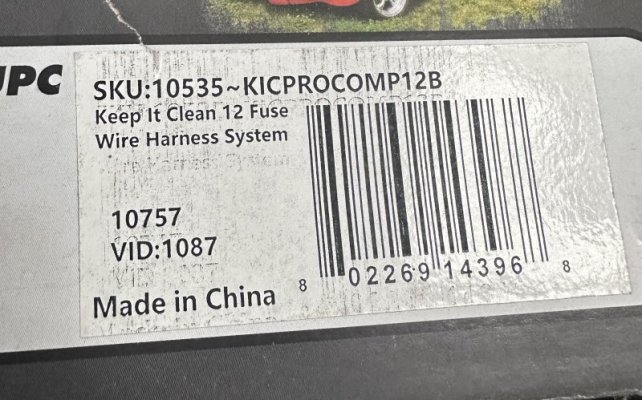 UPC
SKU:10535~KICPROCOMP12B
Keep It Clean 12 Fuse
Wire Harness System
10757
VID:1087
Made in China
8 02269 14396 8